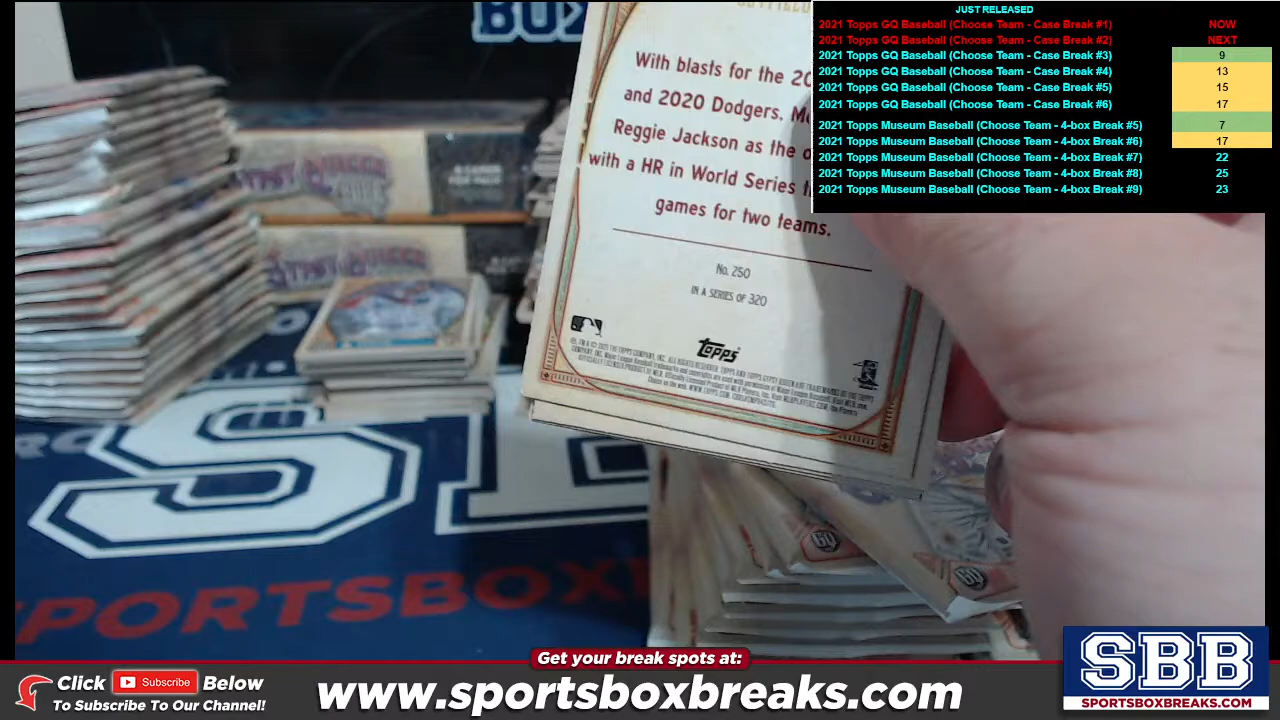 JUST RELEASED
2021 Topps GQ Baseball (Choose Team - Case Break #1) NOW
2021 Topps GQ Baseball (Choose Team - Case Break #2) NEXT
2021 Topps GQ Baseball (Choose Team - Case Break #3) 9
2021 Topps GQ Baseball (Choose Team - Case Break #4) 13
2021 Topps GQ Baseball (Choose Team - Case Break #5) 15
2021 Topps GQ Baseball (Choose Team - Case Break #6) 17
2021 Topps Museum Baseball (Choose Team - 4-box Break #5) 7
2021 Topps Museum Baseball (Choose Team - 4-box Break #6) 17
2021 Topps Museum Baseball (Choose Team - 4-box Break #7) 22
2021 Topps Museum Baseball (Choose Team - 4-box Break #8) 25
2021 Topps Museum Baseball (Choose Team - 4-box Break #9) 23
With blasts for the 20
and 2020 Dodgers,
Reggie Jackson as the
with a HR in World Series
games for two teams.
No. 250
IN A SERIES OF 320
Topps
SPORTSBOX
GQ
GQ
Get your break spots at:
Click Subscribe Below
To Subscribe To Our Channel!
www.sportsboxbreaks.com
SBB
SPORTSBOXBREAKS.COM